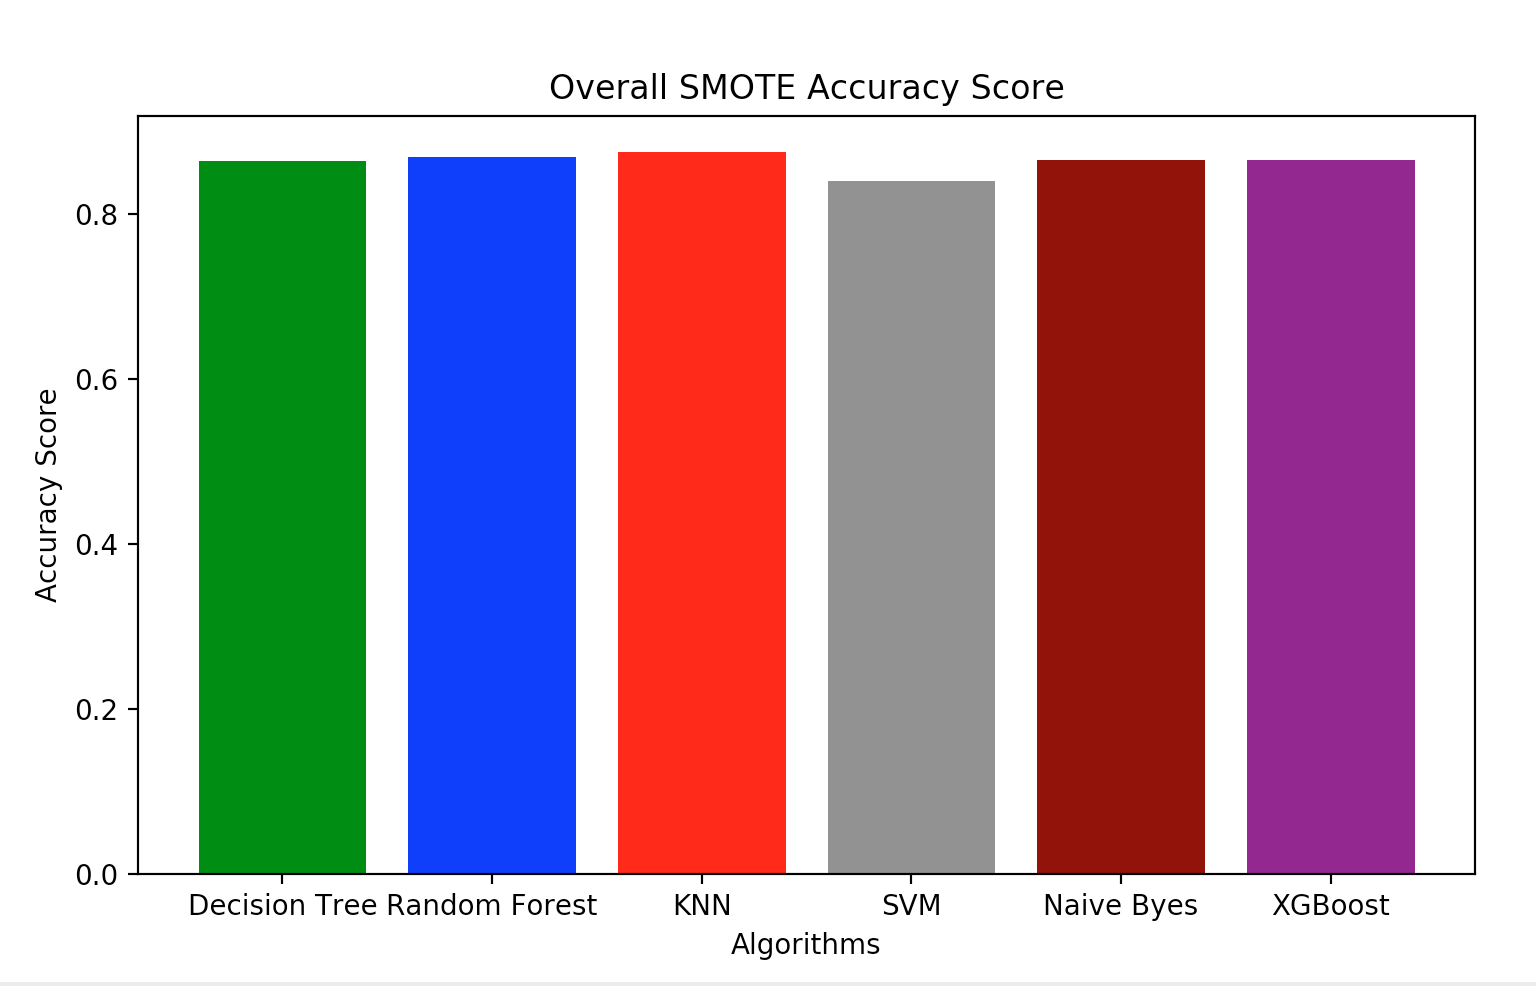 Overall SMOTE Accuracy Score
Accuracy Score
0.8
0.6
0.4
0.2
0.0
Decision Tree Random Forest KNN SVM Naive Byes XGBoost
Algorithms